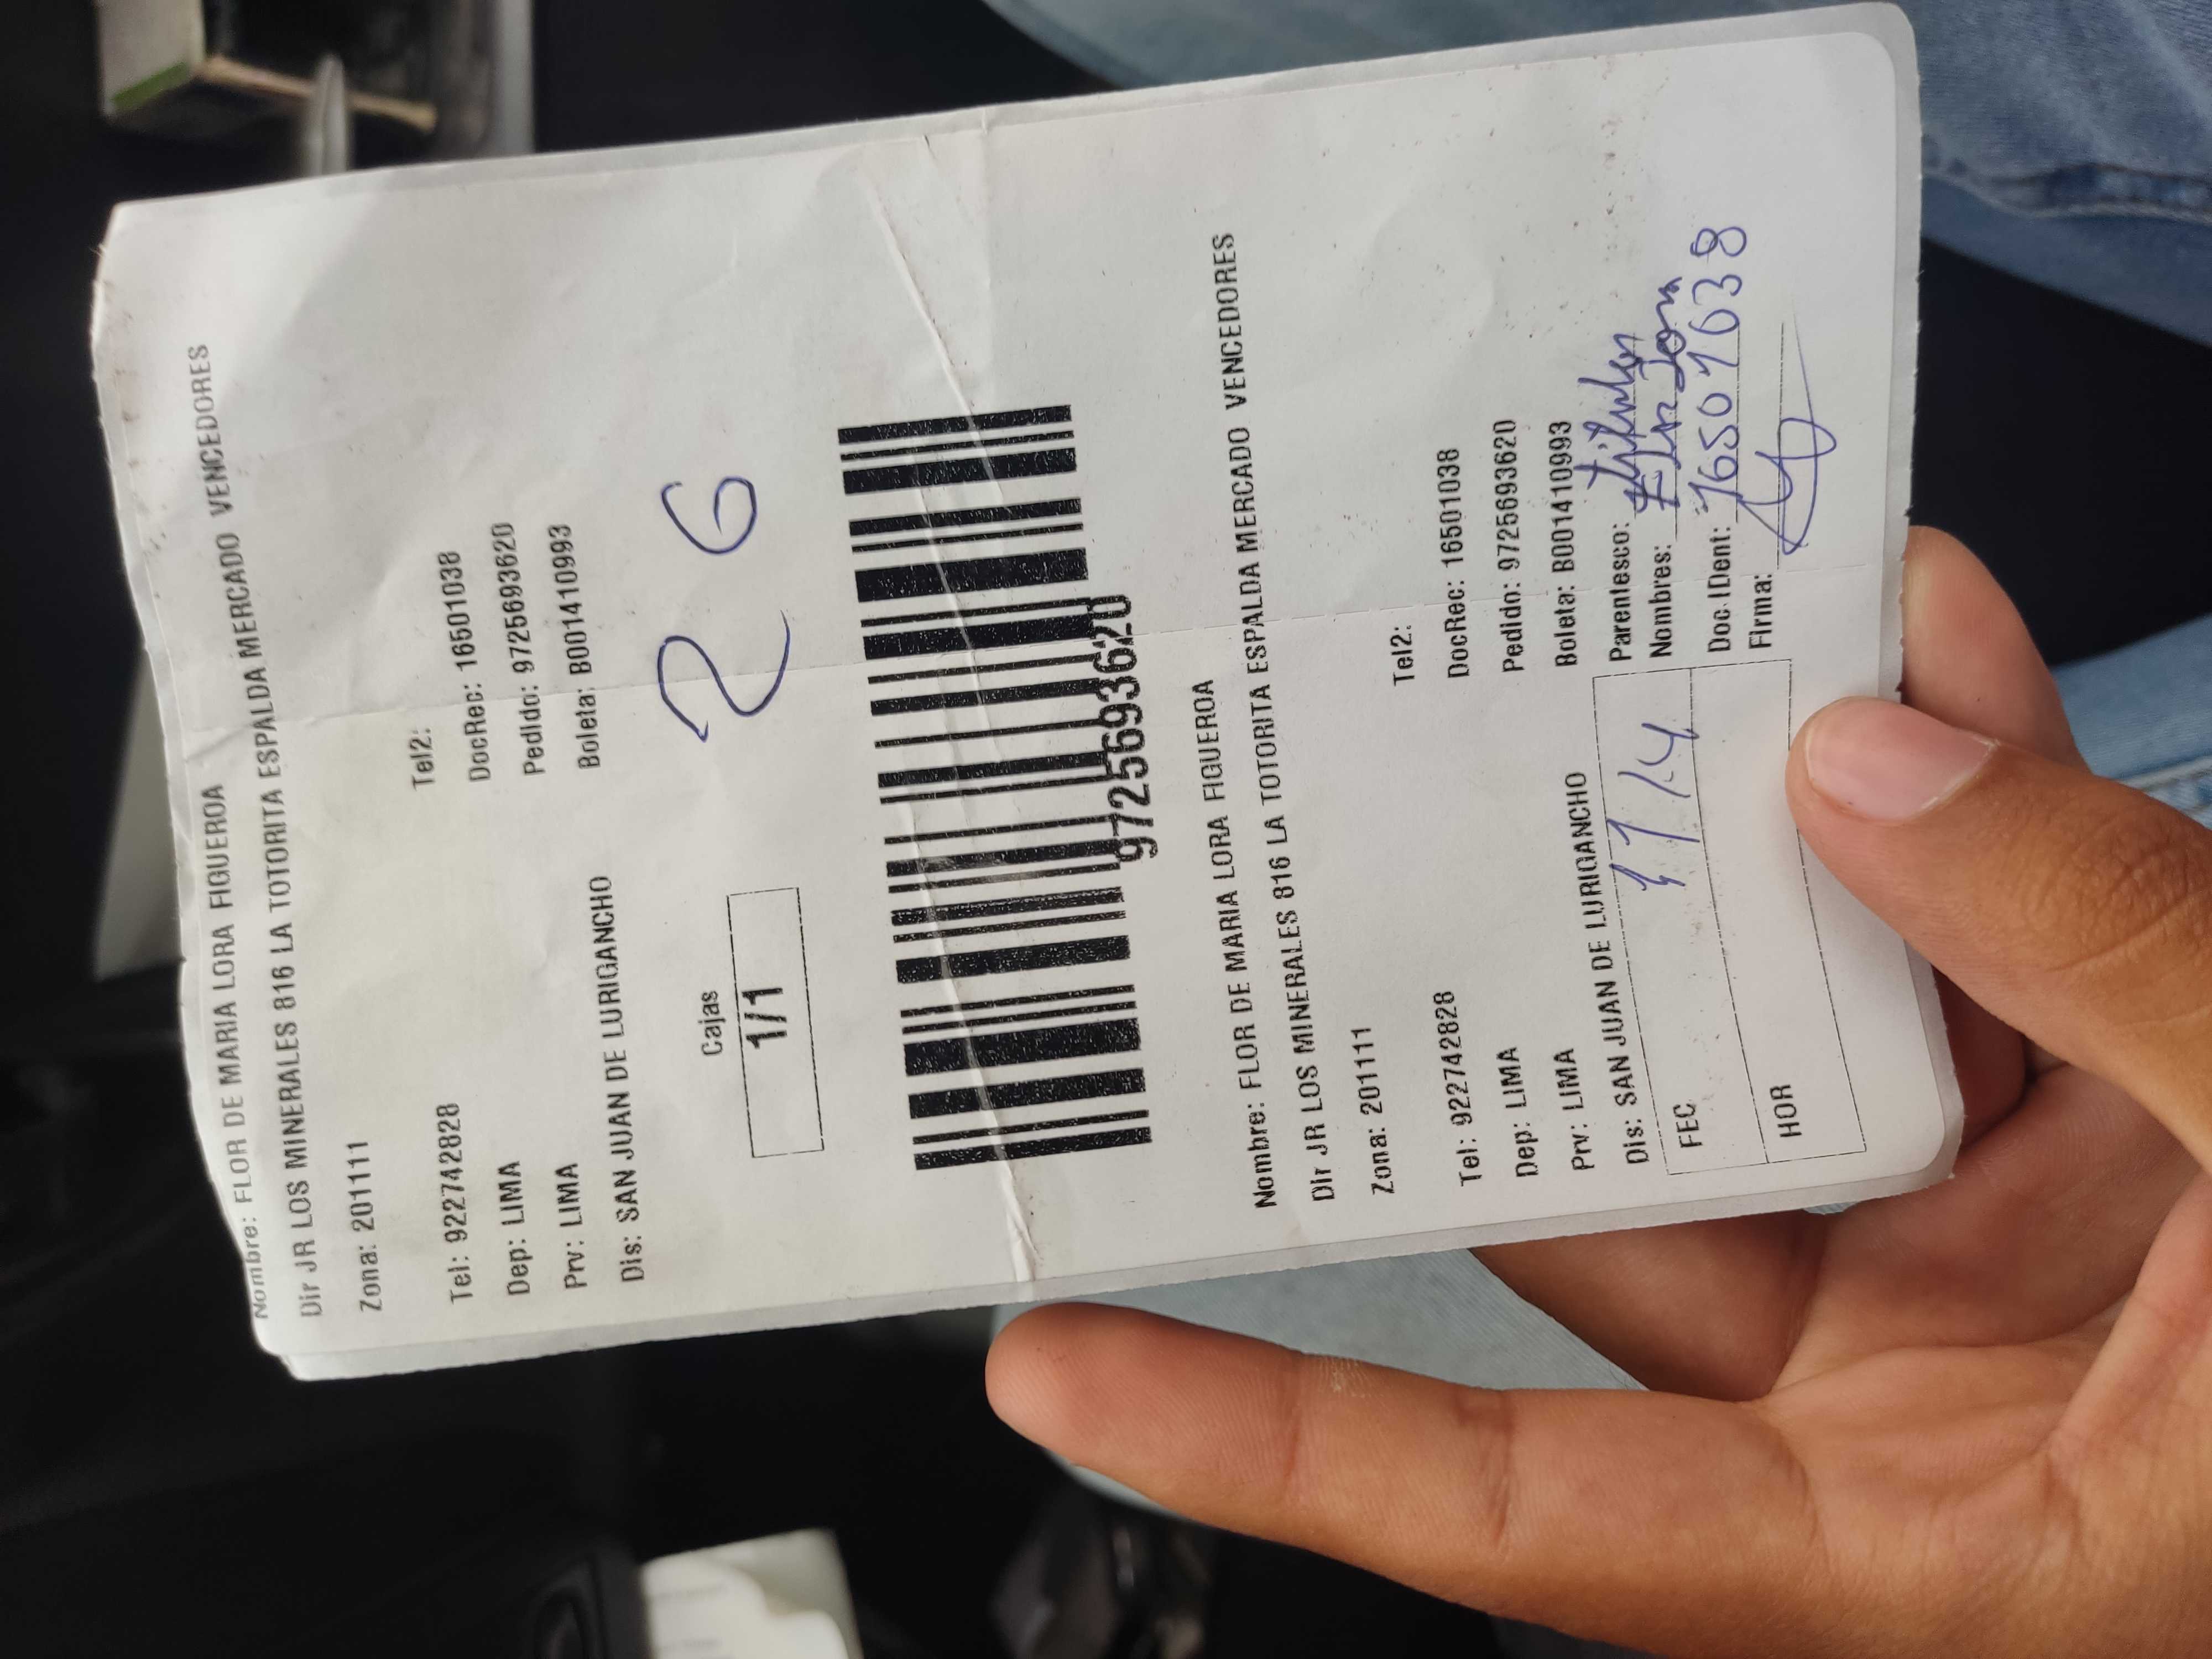 Nombre: FLOR DE MARIA LORA FIGUEROA
Dir JR LOS MINERALES 816 LA TOTORITA ESPALDA MERCADO VENCEDORES
Zona: 201111
Tel: 922742828 Tel2:
Dep: LIMA DocRec: 16501038
Prv: LIMA Pedido: 97256993620
Dis: SAN JUAN DE LURIGANCHO Boleta: B001410993
26
Cajas
1/1
9725693620
Nombre: FLOR DE MARIA LORA FIGUEROA
Dir JR LOS MINERALES 816 LA TOTORITA ESPALDA MERCADO VENCEDORES
Zona: 201111
Tel2:
Tel: 922742828 DocRec: 16501038
Dep: LIMA Pedido: 9725693620
Prv: LIMA Boleta: B001410993
Dis: SAN JUAN DE LURIGANCHO Parentesco:
FEC 17/4 Nombres: Flor Lora
Doc.IDent: 16501038
HOR Firma: